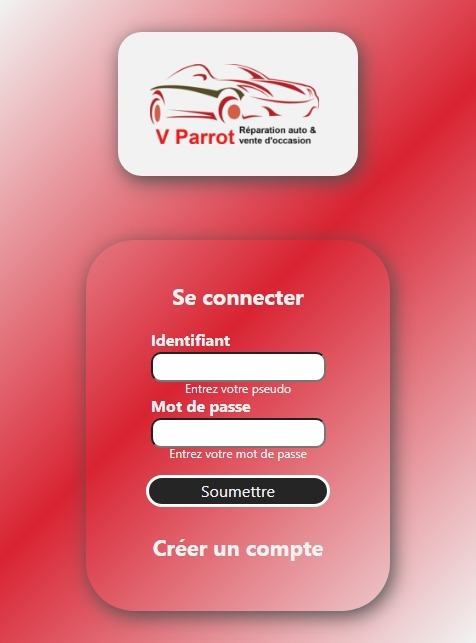 V Parrot Réparation auto &
vente d'occasion
Se connecter
Identifiant
Entrez votre pseudo
Mot de passe
Entrez votre mot de passe
Soumettre
Créer un compte